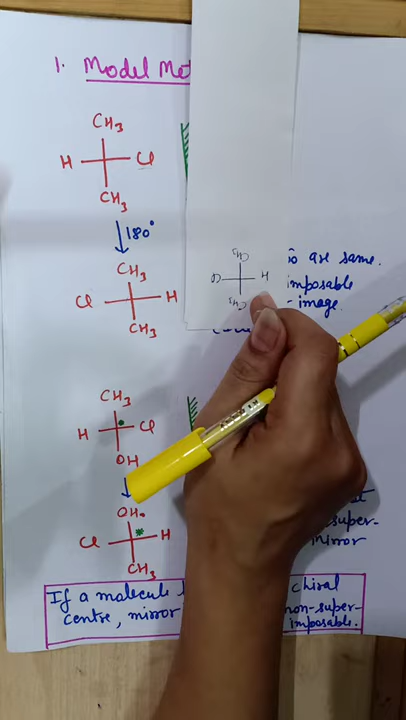 1. Model Met
CH3
H Cl
CH3
180°
CH3
Cl H
CH3
CH3
Cl H
CH3
are same.
imposable
-image.
CH3
H Cl
OH
OH
Cl * H
CH3
super-
mirror
If a molecule chiral
centre, mirror non-super-
imposable.